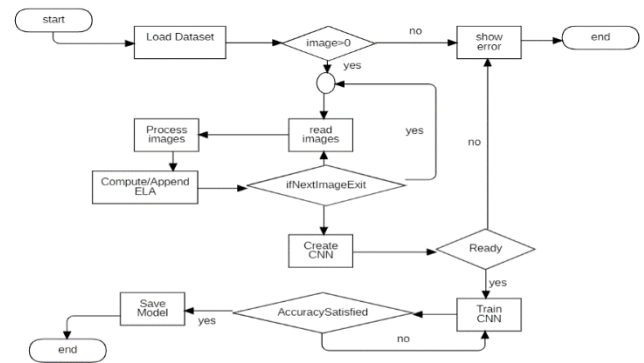 start
Load Dataset
image>0
no
show
error
end
yes
Process
images
read
images
yes
no
Compute/Append
ELA
ifNextImageExit
Create
CNN
Ready
yes
Save
Model
AccuracySatisfied
Train
CNN
yes
no
end